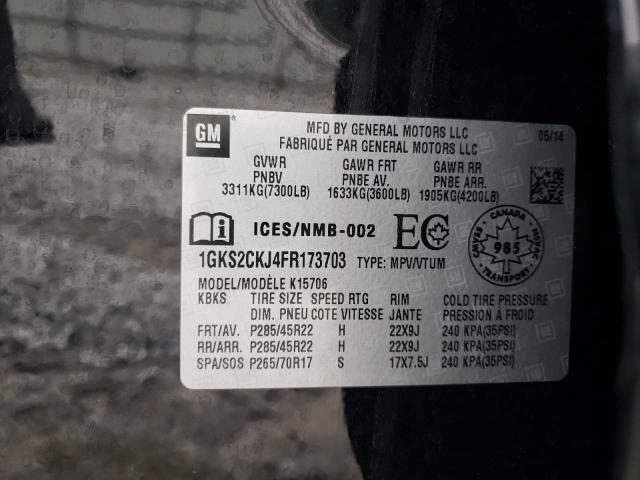 GM
MFD BY GENERAL MOTORS LLC 05/14
FABRIQUÉ PAR GENERAL MOTORS LLC
GVWR GAWR FRT GAWR RR
PNBV PNBE AV. PNBE ARR.
3311KG(7300LB) 1633KG(3600LB) 1905KG(4200LB)
ICES/NMB-002 EC
CANADA
CMVSS 985 NSVAC
TRANSPORT
1GKS2CKJ4FR173703 TYPE: MPV/VTUM
MODEL/MODÈLE K15706
KBKS TIRE SIZE SPEED RTG RIM COLD TIRE PRESSURE
DIM. PNEU COTE VITESSE JANTE PRESSION À FROID
FRT/AV. P285/45R22 H 22X9J 240 KPA(35PSI)
RR/ARR. P285/45R22 H 22X9J 240 KPA(35PSI)
SPA/SOS P265/70R17 S 17X7.5J 240 KPA(35PSI)